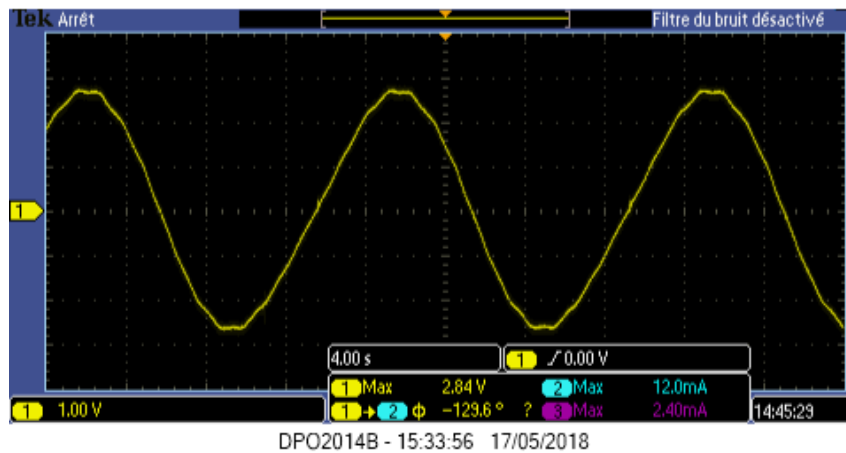 Tek Arrêt Filtre du bruit désactivé
1
4.00 s 1 / 0.00 V
1 Max 2.84 V 2 Max 12.0mA
1 → 2 ϕ −129.6 ° ? 3 Max 2.40mA
1 1.00 V 14:45:29
DPO2014B - 15:33:56 17/05/2018